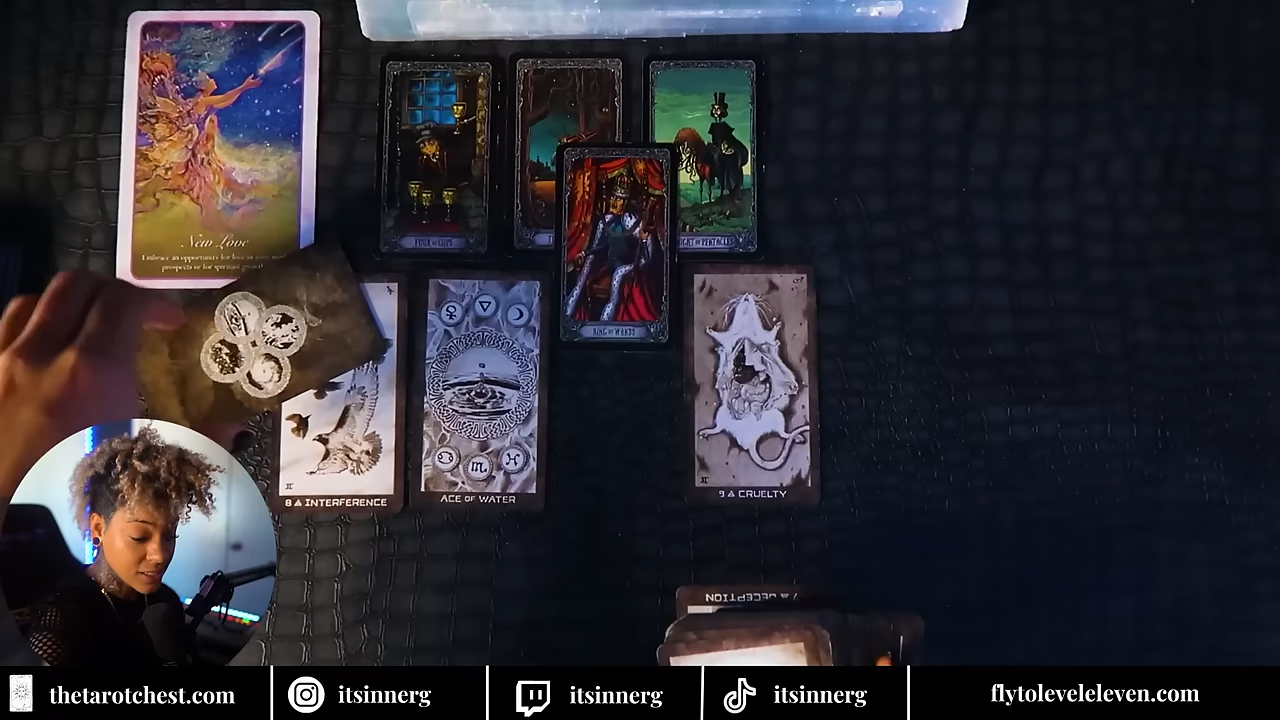 New Love
Embrace an opportunity for love in your
prospects or for spiritual growth
FOUR OF CUPS
KNIGHT OF PENTACLES
KING OF WANDS
8 INTERFERENCE
ACE OF WATER
9 CRUELTY
7 DECEPTION
thetarotchest.com
itsinnerg
itsinnerg
itsinnerg
flytoleveleleven.com